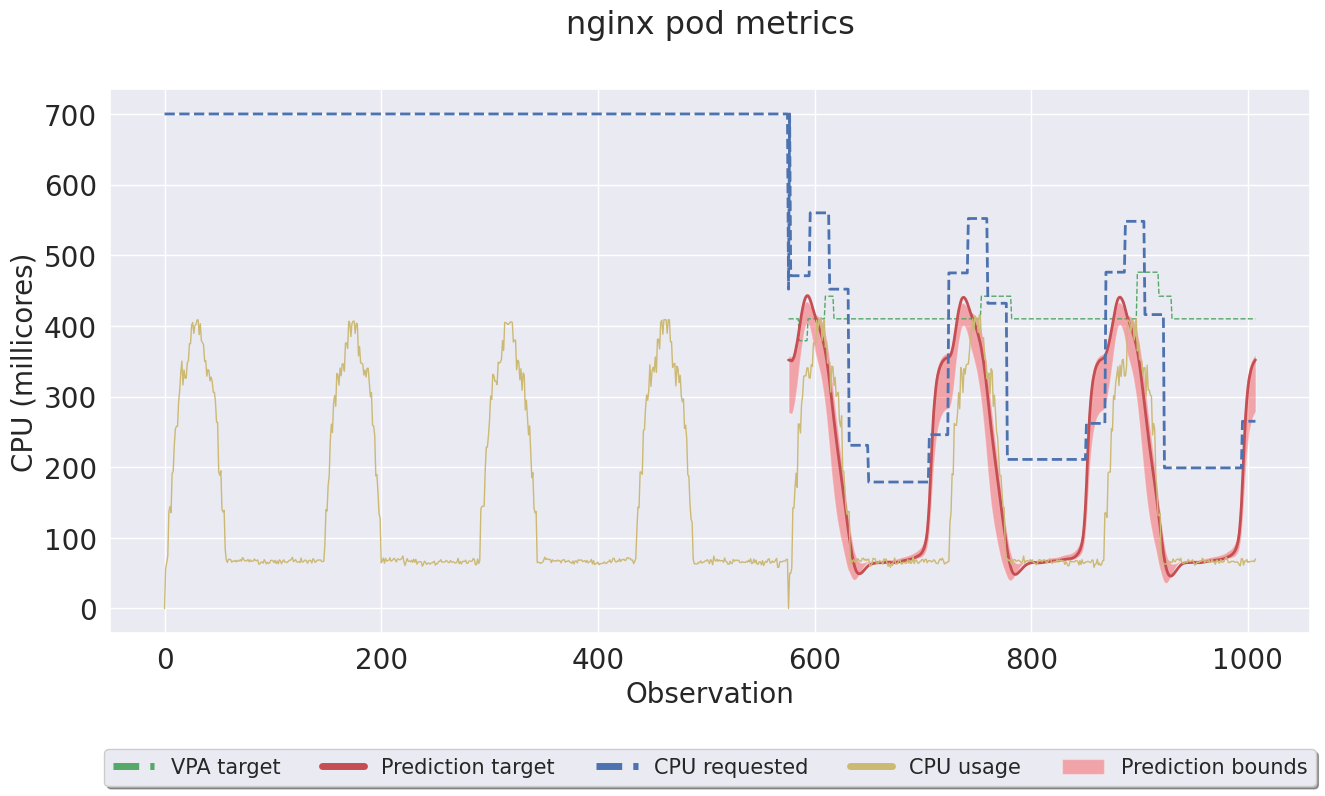 nginx pod metrics
700
600
500
400
300
200
100
0
CPU (millicores)
0 200 400 600 800 1000
Observation
VPA target Prediction target CPU requested CPU usage Prediction bounds